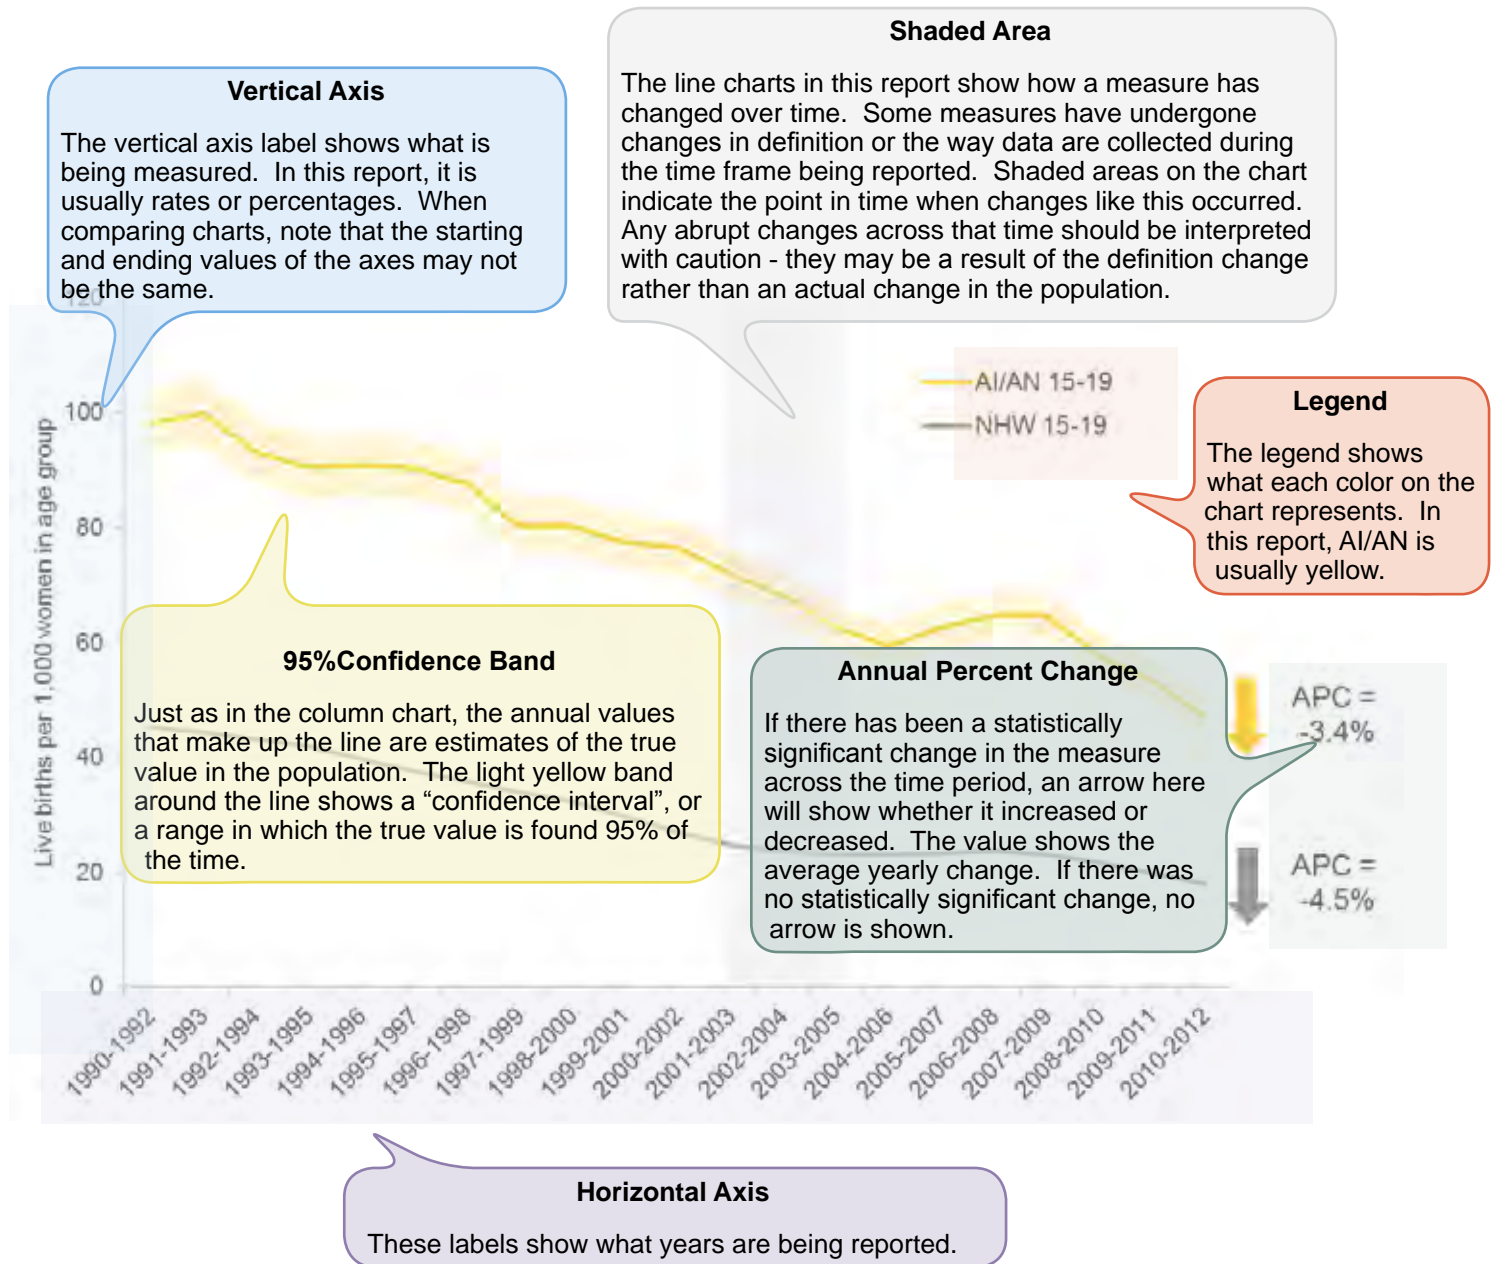 Shaded Area
The line charts in this report show how a measure has
changed over time.  Some measures have undergone
changes in definition or the way data are collected during
the time frame being reported.  Shaded areas on the chart
indicate the point in time when changes like this occurred.
Any abrupt changes across that time should be interpreted
with caution - they may be a result of the definition change
rather than an actual change in the population.
Vertical Axis
The vertical axis label shows what is
being measured.  In this report, it is
usually rates or percentages.  When
comparing charts, note that the starting
and ending values of the axes may not
be the same.
120
100
80
60
40
20
0
Live births per 1,000 women in age group
AI/AN 15-19
NHW 15-19
Legend
The legend shows
what each color on the
chart represents.  In
this report, AI/AN is
usually yellow.
95%Confidence Band
Just as in the column chart, the annual values
that make up the line are estimates of the true
value in the population.  The light yellow band
around the line shows a “confidence interval”, or
a range in which the true value is found 95% of
the time.
Annual Percent Change
If there has been a statistically
significant change in the measure
across the time period, an arrow here
will show whether it increased or
decreased.  The value shows the
average yearly change.  If there was
no statistically significant change, no
arrow is shown.
APC =
-3.4%
APC =
-4.5%
1990-1992
1991-1993
1992-1994
1993-1995
1994-1996
1995-1997
1996-1998
1997-1999
1998-2000
1999-2001
2000-2002
2001-2003
2002-2004
2003-2005
2004-2006
2005-2007
2006-2008
2007-2009
2008-2010
2009-2011
2010-2012
Horizontal Axis
These labels show what years are being reported.